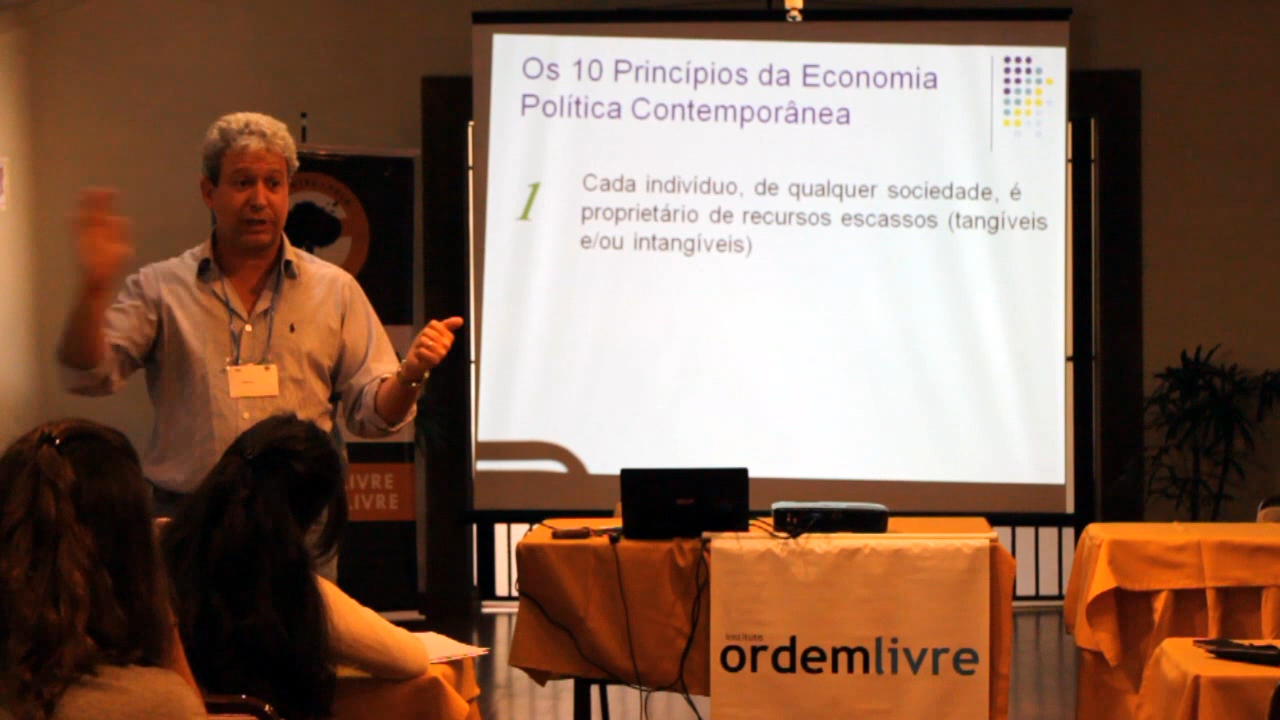 Os 10 Princípios da Economia
Política Contemporânea
1
Cada indivíduo, de qualquer sociedade, é
proprietário de recursos escassos (tangíveis
e/ou intangíveis)
IVRE
LIVRE
instituto
ordemlivre